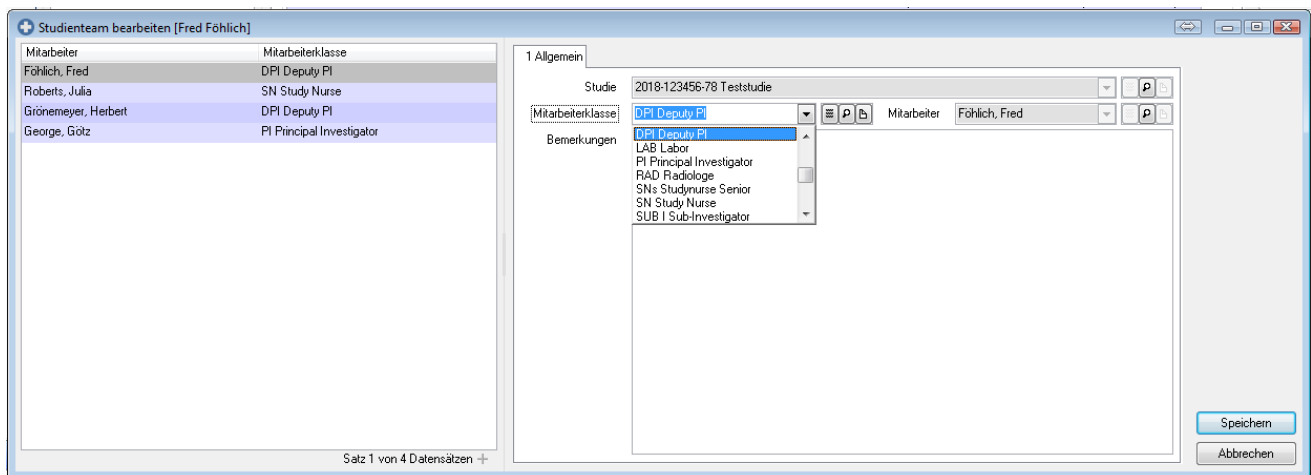 Studienteam bearbeiten [Fred Föhlich]
Mitarbeiter Mitarbeiterklasse
Föhlich, Fred DPI Deputy PI
Roberts, Julia SN Study Nurse
Grönemeyer, Herbert DPI Deputy PI
George, Götz PI Principal Investigator
Satz 1 von 4 Datensätzen
1 Allgemein
Studie 2018-123456-78 Teststudie
Mitarbeiterklasse DPI Deputy PI Mitarbeiter Föhlich, Fred
Bemerkungen
DPI Deputy PI
LAB Labor
PI Principal Investigator
RAD Radiologe
SNs Studynurse Senior
SN Study Nurse
SUB I Sub-Investigator
Speichern
Abbrechen